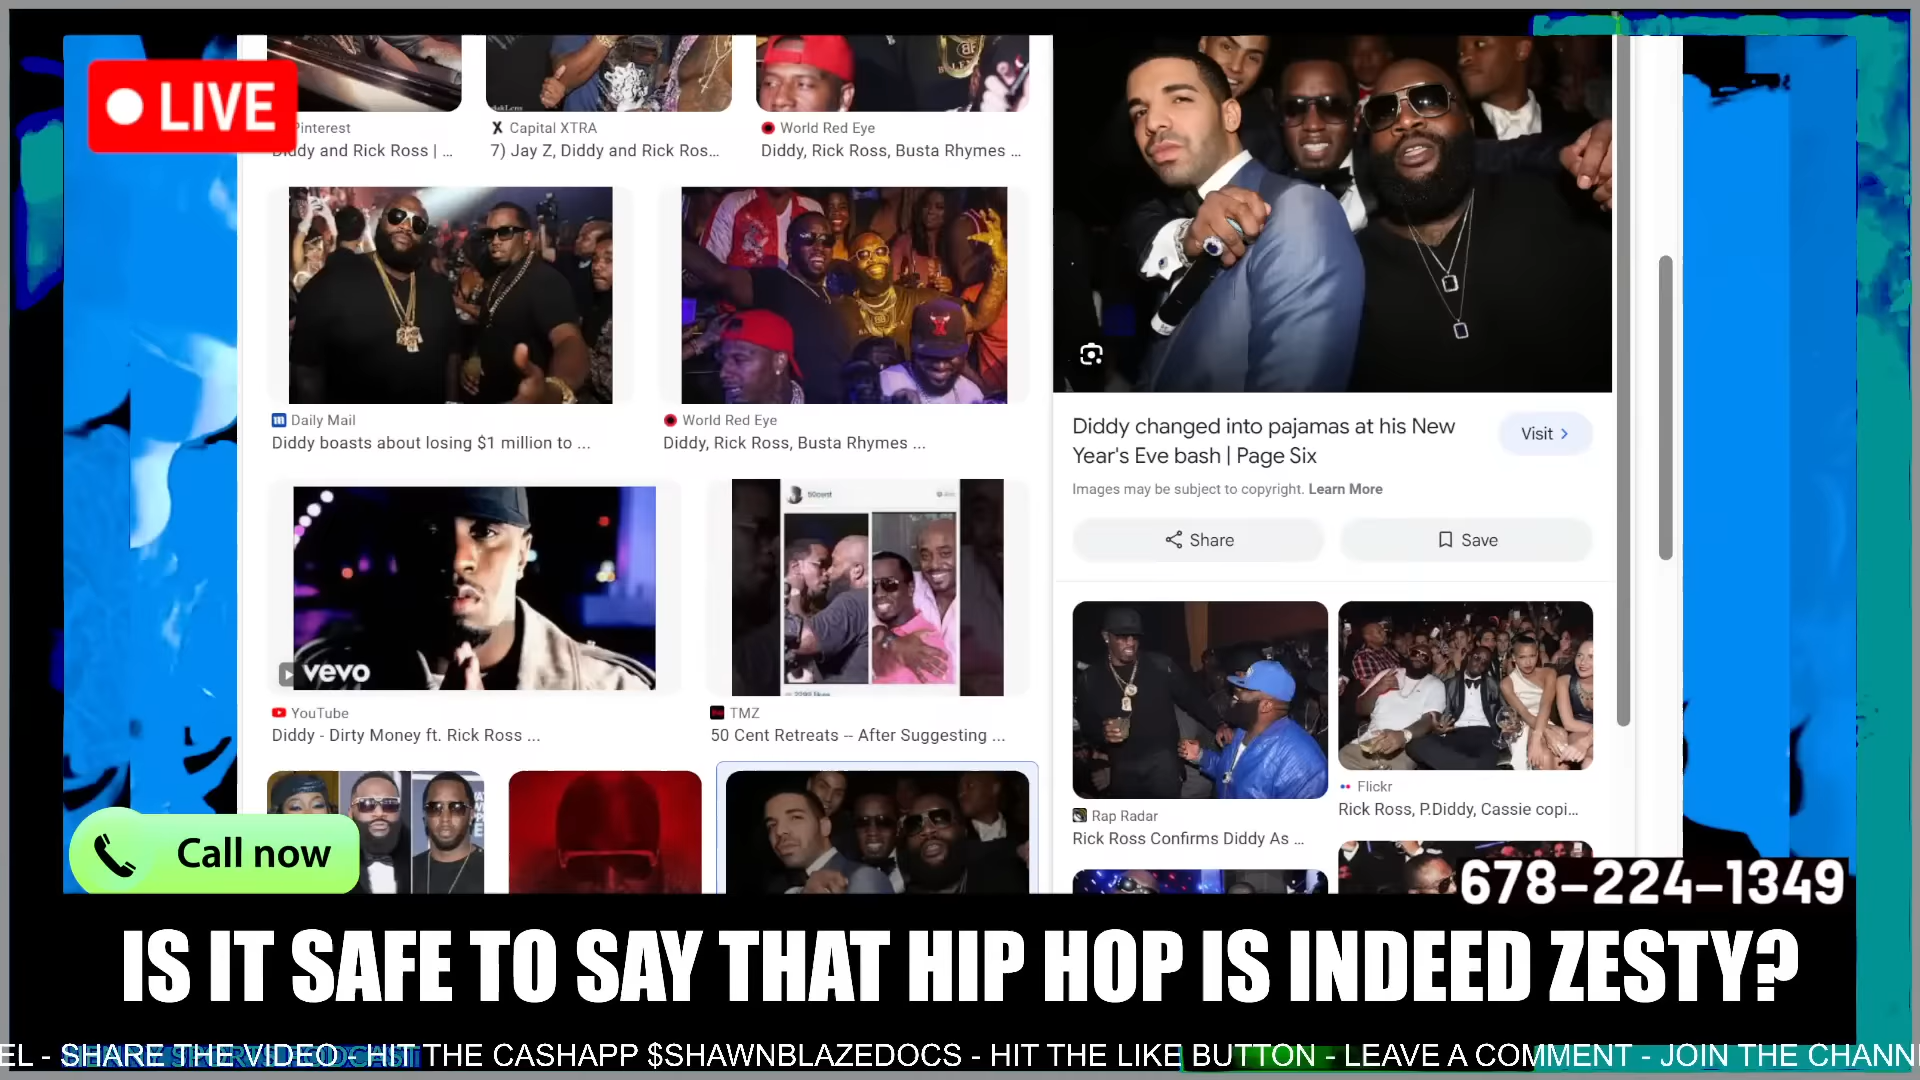 LIVE
Pinterest
Diddy and Rick Ross | ...
Capital XTRA
7) Jay Z, Diddy and Rick Ros...
World Red Eye
Diddy, Rick Ross, Busta Rhymes ...
Daily Mail
Diddy boasts about losing $1 million to ...
World Red Eye
Diddy, Rick Ross, Busta Rhymes ...
Diddy changed into pajamas at his New
Year's Eve bash | Page Six
Visit
Images may be subject to copyright. Learn More
Share
Save
vevo
50cent
YouTube
Diddy - Dirty Money ft. Rick Ross ...
TMZ
50 Cent Retreats -- After Suggesting ...
Rap Radar
Rick Ross Confirms Diddy As ...
Flickr
Rick Ross, P.Diddy, Cassie copi...
Call now
678-224-1349
IS IT SAFE TO SAY THAT HIP HOP IS INDEED ZESTY?
EL - SHARE THE VIDEO - HIT THE CASHAPP $SHAWNBLAZEDOCS - HIT THE LIKE BUTTON - LEAVE A COMMENT - JOIN THE CHANN